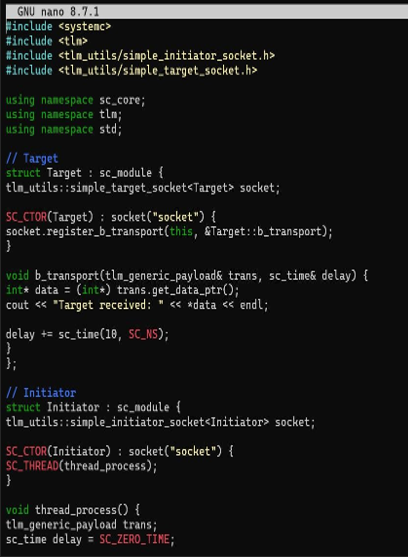 GNU nano 8.7.1
#include <systemc>
#include <tlm>
#include <tlm_utils/simple_initiator_socket.h>
#include <tlm_utils/simple_target_socket.h>
using namespace sc_core;
using namespace tlm;
using namespace std;
// Target
struct Target : sc_module {
tlm_utils::simple_target_socket<Target> socket;
SC_CTOR(Target) : socket("socket") {
socket.register_b_transport(this, &Target::b_transport);
}
void b_transport(tlm_generic_payload& trans, sc_time& delay) {
int* data = (int*) trans.get_data_ptr();
cout << "Target received: " << *data << endl;
delay += sc_time(10, SC_NS);
}
};
// Initiator
struct Initiator : sc_module {
tlm_utils::simple_initiator_socket<Initiator> socket;
SC_CTOR(Initiator) : socket("socket") {
SC_THREAD(thread_process);
}
void thread_process() {
tlm_generic_payload trans;
sc_time delay = SC_ZERO_TIME;